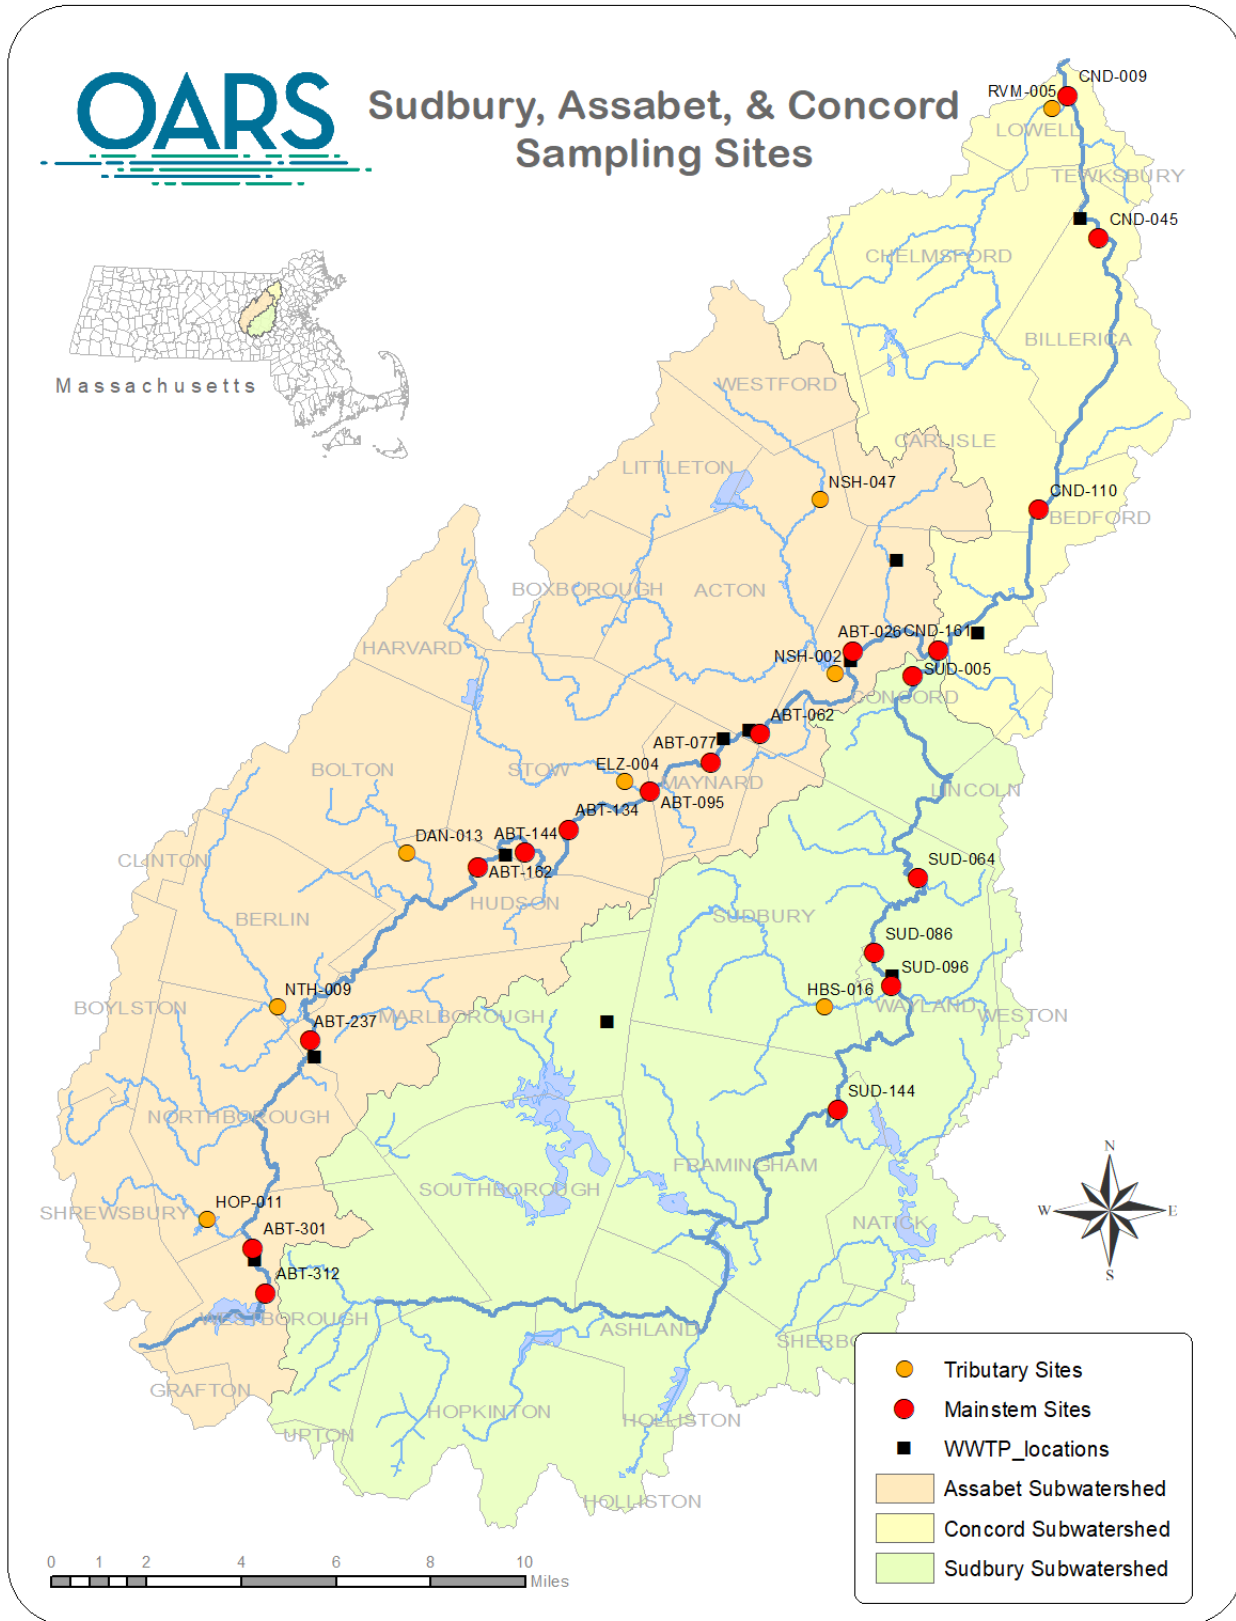 OARS
Sudbury, Assabet, & Concord
Sampling Sites
Massachusetts
CND-009
RVM-005
LOWELL
TEWKSBURY
CND-045
CHELMSFORD
BILLERICA
WESTFORD
CARLISLE
LITTLETON
NSH-047
CND-110
BEDFORD
BOXBOROUGH
ACTON
HARVARD
ABT-026
CND-161
NSH-002
SUD-005
CONCORD
ABT-062
ABT-077
BOLTON
STOW
ELZ-004
MAYNARD
LINCOLN
ABT-095
ABT-134
DAN-013
ABT-144
CLINTON
ABT-162
SUD-064
HUDSON
BERLIN
SUDBURY
SUD-086
SUD-096
NTH-009
HBS-016
BOYLSTON
WAYLAND
WESTON
ABT-237
MARLBOROUGH
SUD-144
NORTHBOROUGH
FRAMINGHAM
SOUTHBOROUGH
HOP-011
SHREWSBURY
NATICK
ABT-301
ABT-312
WESTBOROUGH
ASHLAND
SHERBO
GRAFTON
HOPKINTON
HOLLISTON
UPTON
HOLLISTON
N
W
E
S
Tributary Sites
Mainstem Sites
WWTP_locations
Assabet Subwatershed
Concord Subwatershed
Sudbury Subwatershed
0 1 2 4 6 8 10
Miles